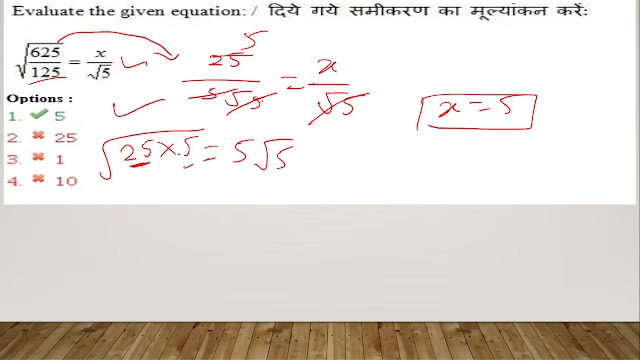 Evaluate the given equation: / दिये गये समीकरण का मूल्यांकन करें:
√(625/125) = x/√5
25 5 / 5√5 = x/√5
x = 5
Options :
1. ✔ 5
2. ✖ 25
3. ✖ 1
4. ✖ 10
√25×5 = 5√5